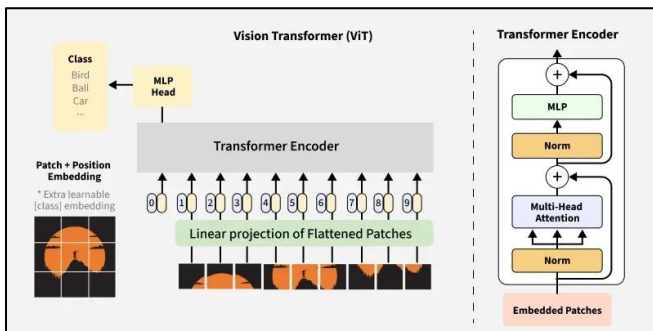 Vision Transformer (ViT)
Class
Bird
Ball
Car
...
MLP
Head
Transformer Encoder
Patch + Position
Embedding
* Extra learnable
[class] embedding
0 1 2 3 4 5 6 7 8 9
Linear projection of Flattened Patches
Transformer Encoder
+
MLP
Norm
+
Multi-Head
Attention
Norm
Embedded Patches